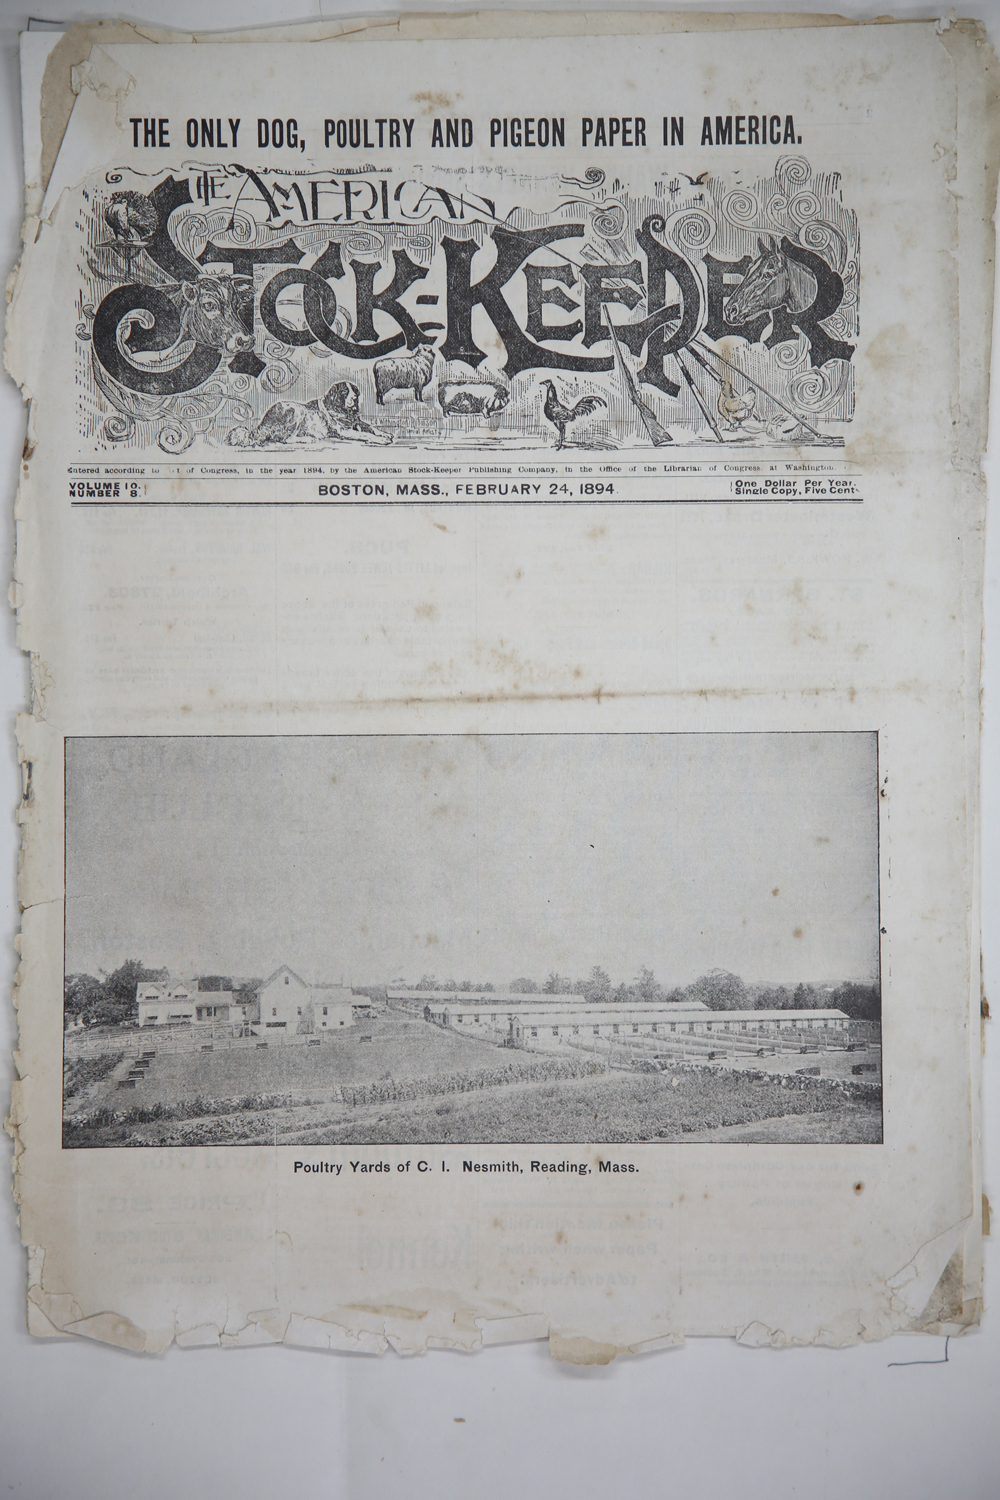 THE ONLY DOG, POULTRY AND PIGEON PAPER IN AMERICA.
THE AMERICAN
STOCK-KEEPER
Entered according to Act of Congress, in the year 1894, by the American Stock-Keeper Publishing Company, in the Office of the Librarian of Congress at Washington.
VOLUME 10.
NUMBER 8.
BOSTON, MASS., FEBRUARY 24, 1894.
One Dollar Per Year.
Single Copy, Five Cents
Poultry Yards of C. I. Nesmith, Reading, Mass.